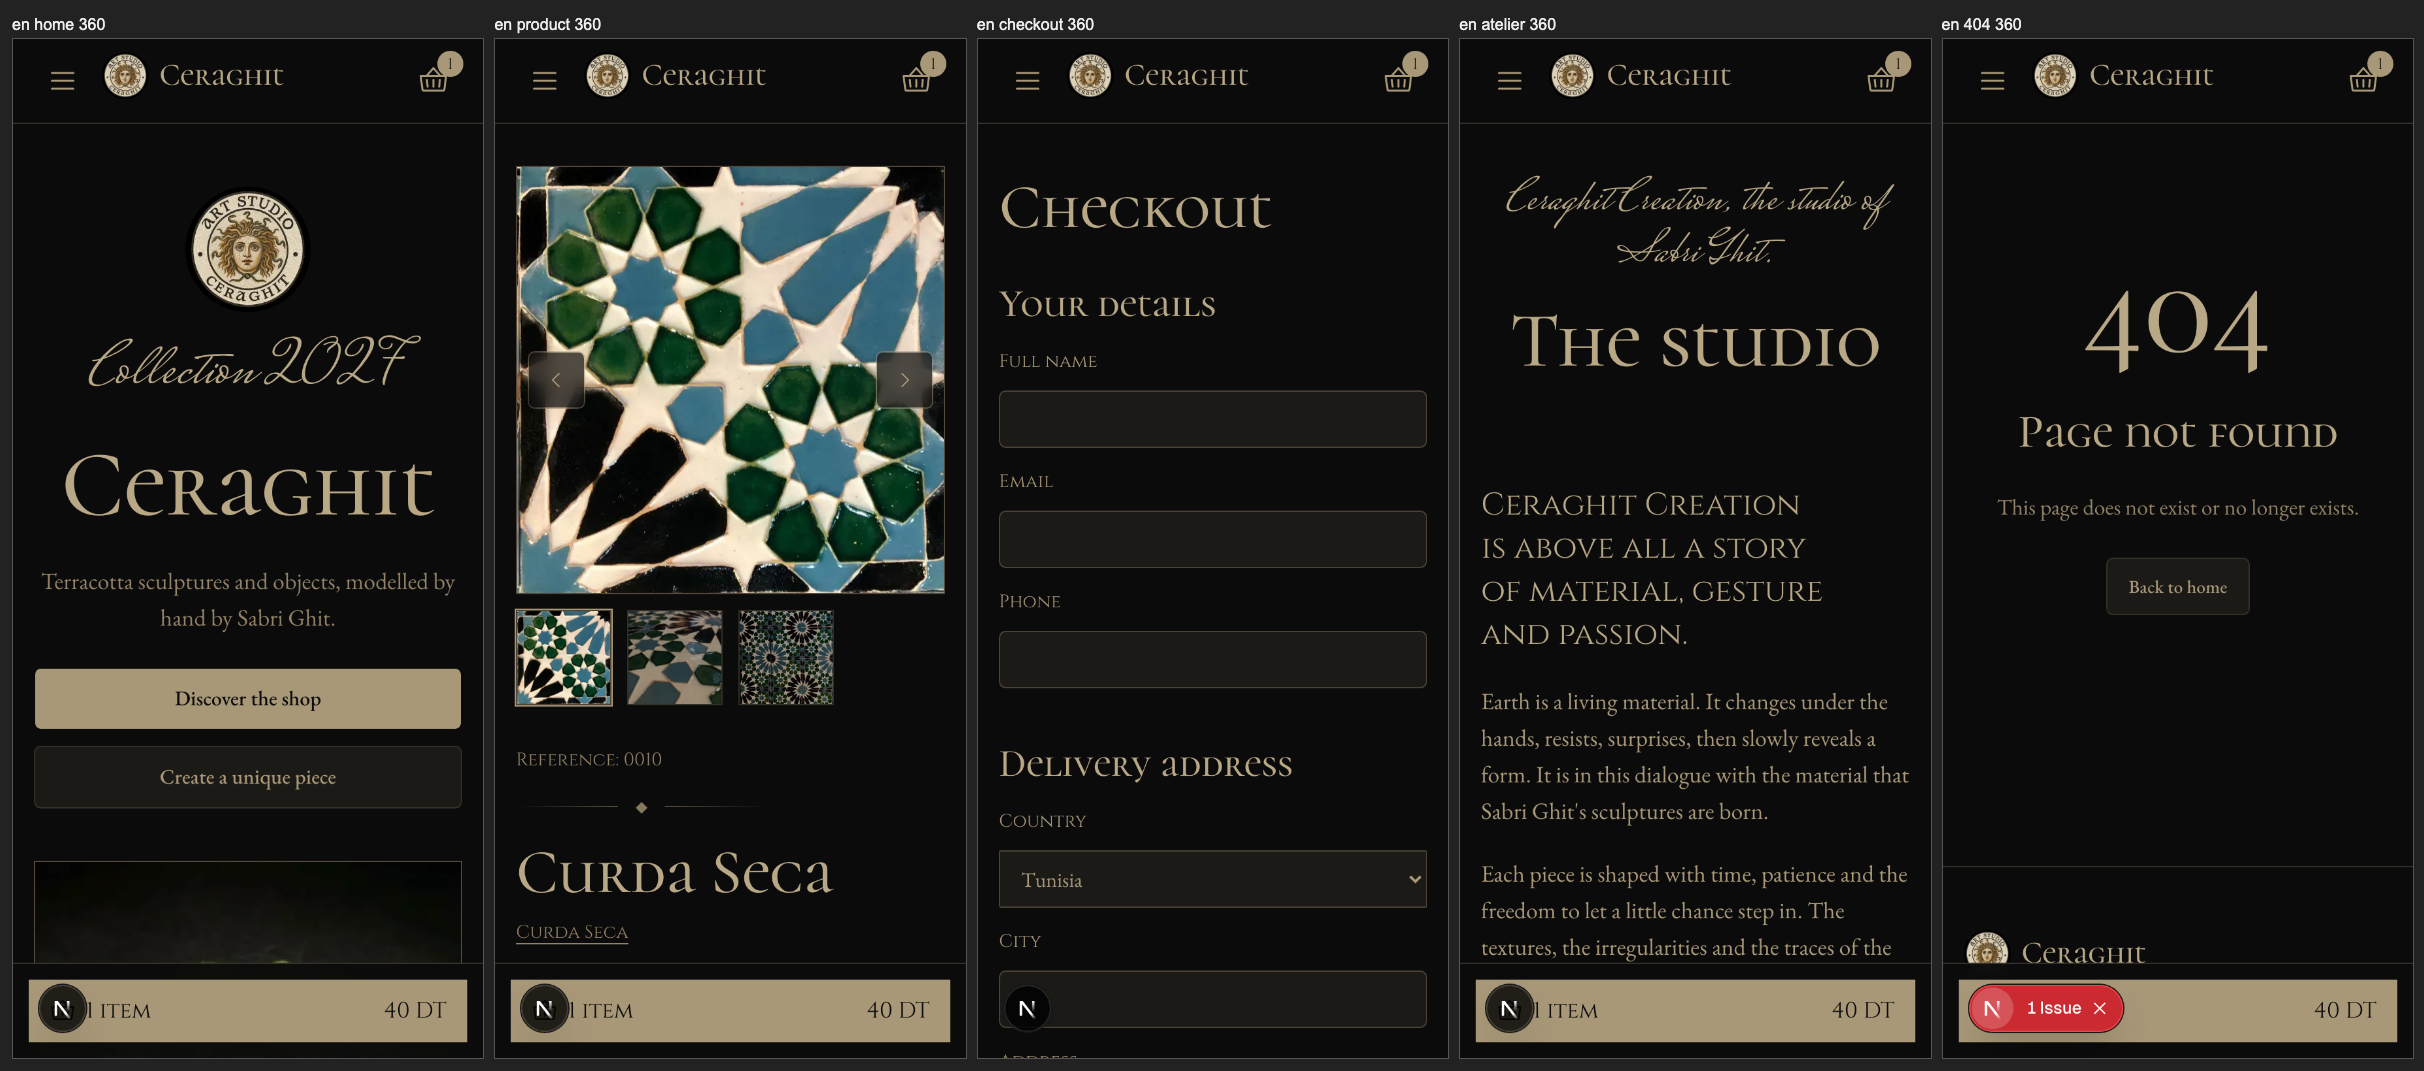 en home 360
Ceraghit
1
ART STUDIO
CERAGHIT
Collection 2027
Ceraghit
Terracotta sculptures and objects, modelled by
hand by Sabri Ghit.
Discover the shop
Create a unique piece
N
1 item
40 DT
en product 360
Ceraghit
1
Reference: 0010
Curda Seca
Curda Seca
N
1 item
40 DT
en checkout 360
Ceraghit
1
Checkout
Your details
Full name
Email
Phone
Delivery address
Country
Tunisia
City
N
Address
en atelier 360
Ceraghit
1
Ceraghit Creation, the studio of
Sabri Ghit.
The studio
Ceraghit Creation
is above all a story
of material, gesture
and passion.
Earth is a living material. It changes under the
hands, resists, surprises, then slowly reveals a
form. It is in this dialogue with the material that
Sabri Ghit's sculptures are born.
Each piece is shaped with time, patience and the
freedom to let a little chance step in. The
textures, the irregularities and the traces of the
N
1 item
40 DT
en 404 360
Ceraghit
1
404
Page not found
This page does not exist or no longer exists.
Back to home
Ceraghit
N
1 Issue
40 DT